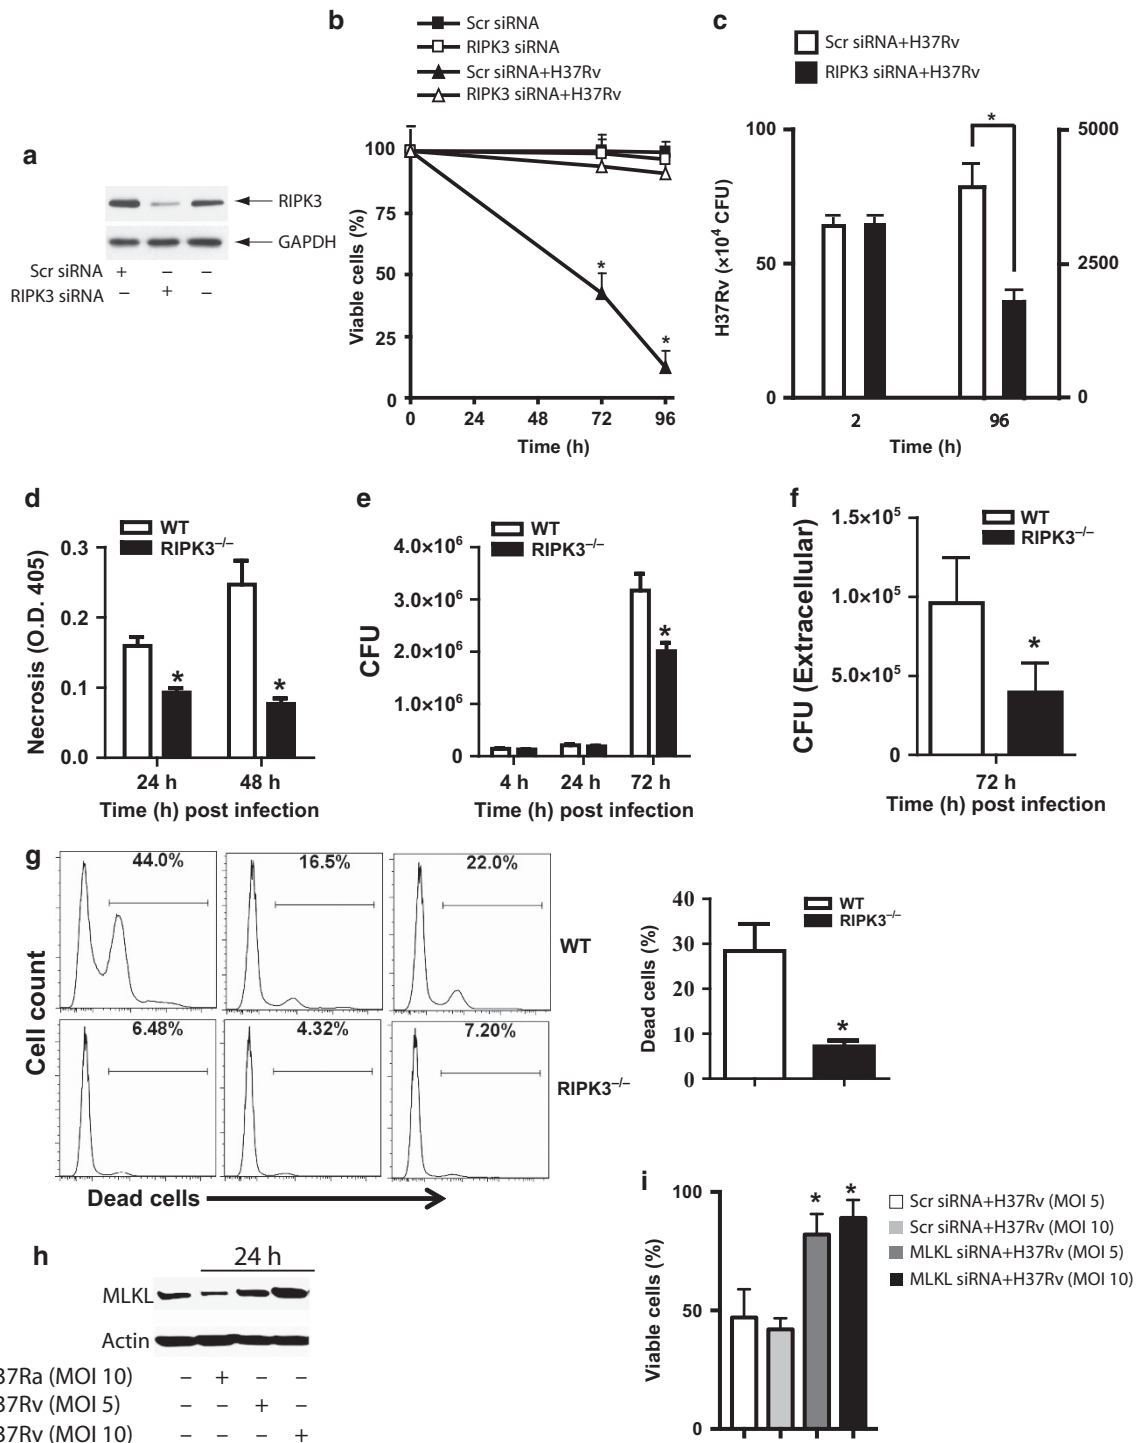 a
RIPK3
GAPDH
Scr siRNA + – –
RIPK3 siRNA – + –
b
Scr siRNA
RIPK3 siRNA
Scr siRNA+H37Rv
RIPK3 siRNA+H37Rv
Viable cells (%)
100
75
50
25
0
*
*
0 24 48 72 96
Time (h)
c
Scr siRNA+H37Rv
RIPK3 siRNA+H37Rv
H37Rv (×10⁴ CFU)
100
50
0
*
5000
2500
0
2 96
Time (h)
d
WT
RIPK3–/–
Necrosis (O.D. 405)
0.3
0.2
0.1
0.0
* *
24 h 48 h
Time (h) post infection
e
WT
RIPK3–/–
CFU
4.0×10⁶
3.0×10⁶
2.0×10⁶
1.0×10⁶
0
*
4 h 24 h 72 h
Time (h) post infection
f
WT
RIPK3–/–
CFU (Extracellular)
1.5×10⁵
1.0×10⁵
5.0×10⁵
0
*
72 h
Time (h) post infection
g
44.0% 16.5% 22.0%
WT
6.48% 4.32% 7.20%
RIPK3–/–
Cell count
Dead cells
WT
RIPK3–/–
Dead cells (%)
40
30
20
10
0
*
h
24 h
MLKL
Actin
37Ra (MOI 10) – + – –
37Rv (MOI 5) – – + –
37Rv (MOI 10) – – – +
i
Viable cells (%)
100
50
0
* *
Scr siRNA+H37Rv (MOI 5)
Scr siRNA+H37Rv (MOI 10)
MLKL siRNA+H37Rv (MOI 5)
MLKL siRNA+H37Rv (MOI 10)